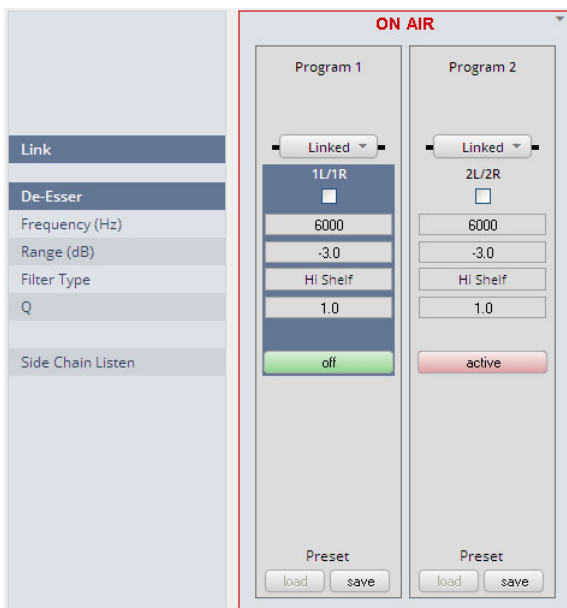 ON AIR
Program 1 Program 2
Link Linked Linked
1L/1R 2L/2R
De-Esser
Frequency (Hz) 6000 6000
Range (dB) -3.0 -3.0
Filter Type Hi Shelf Hi Shelf
Q 1.0 1.0
Side Chain Listen off active
Preset Preset
load save load save